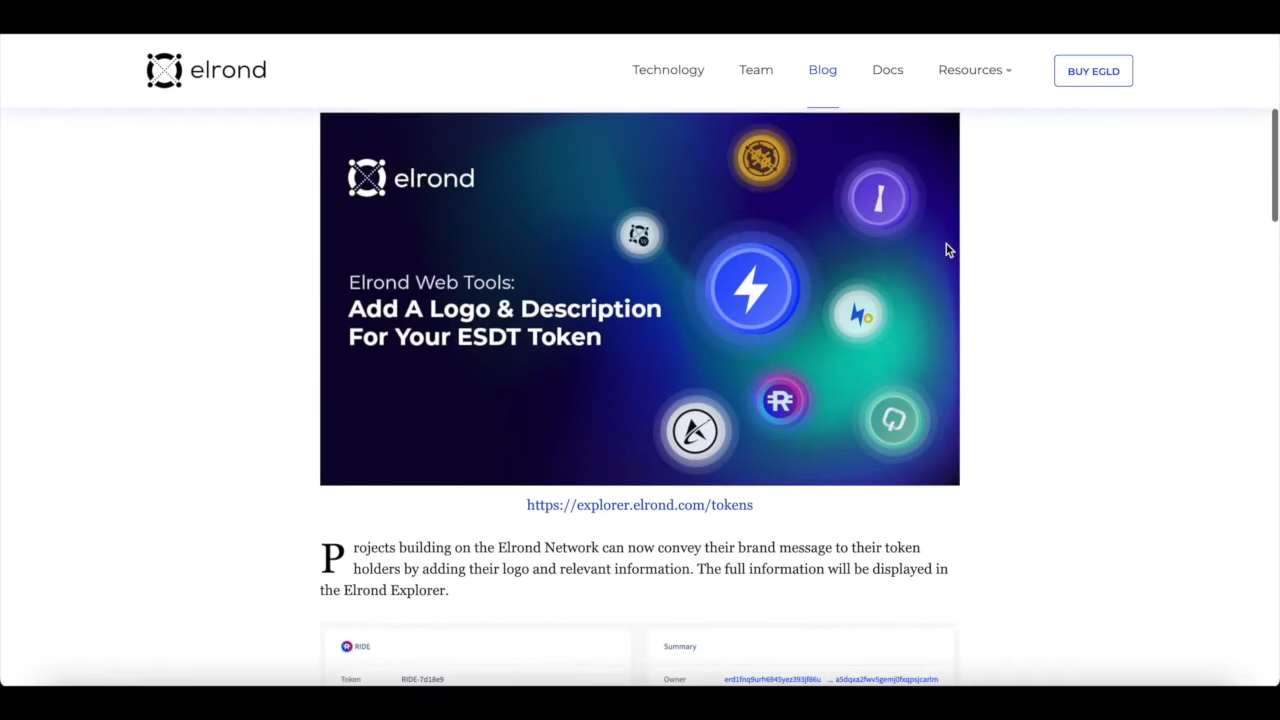 elrond
Technology
Team
Blog
Docs
Resources
BUY EGLD
elrond
Elrond Web Tools:
Add A Logo & Description
For Your ESDT Token
https://explorer.elrond.com/tokens
Projects building on the Elrond Network can now convey their brand message to their token
holders by adding their logo and relevant information. The full information will be displayed in
the Elrond Explorer.
RIDE
Summary
Token RIDE-7d18e9
Owner erd1fnq9urh6945yez393jf86u ... a5dqxa2fwv5gemj0fxqpsjcarlm